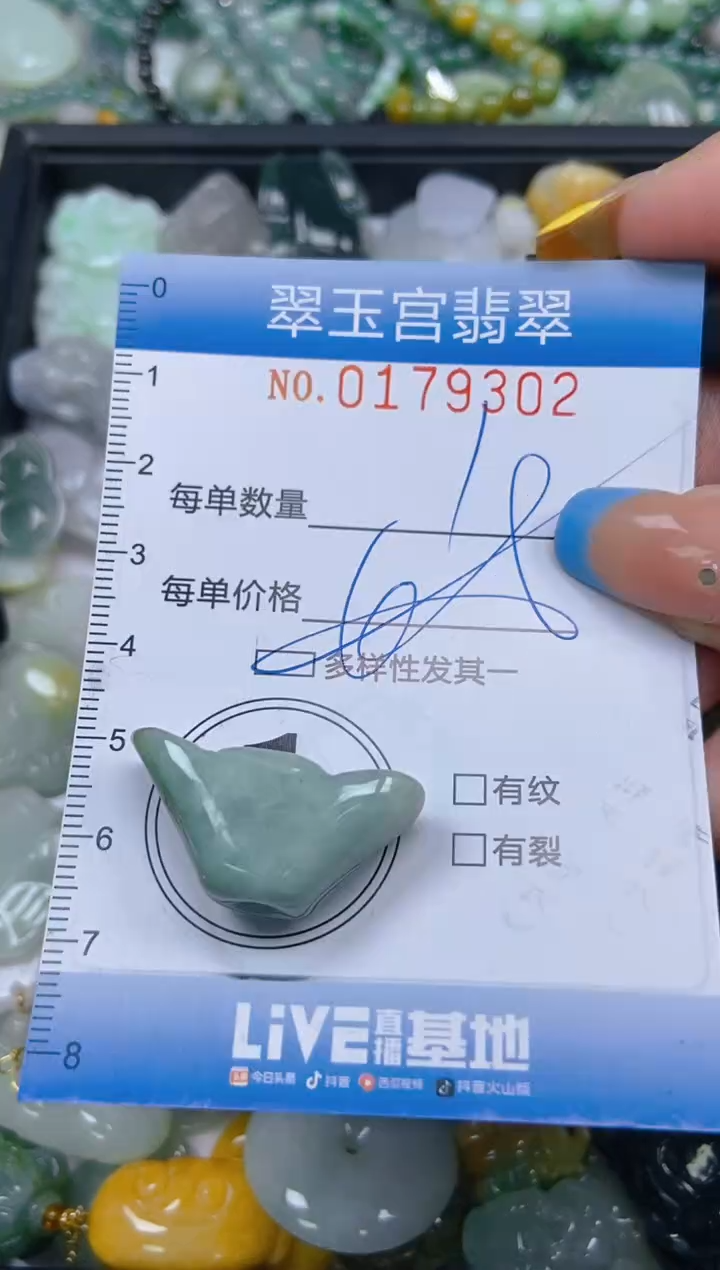 翠玉宫翡翠
NO.0179302
每单数量 1
每单价格 68
多样性发其一
有纹
有裂
0
1
2
3
4
5
6
7
8
LiVE直播基地
今日头条 抖音 西瓜视频 抖音火山版